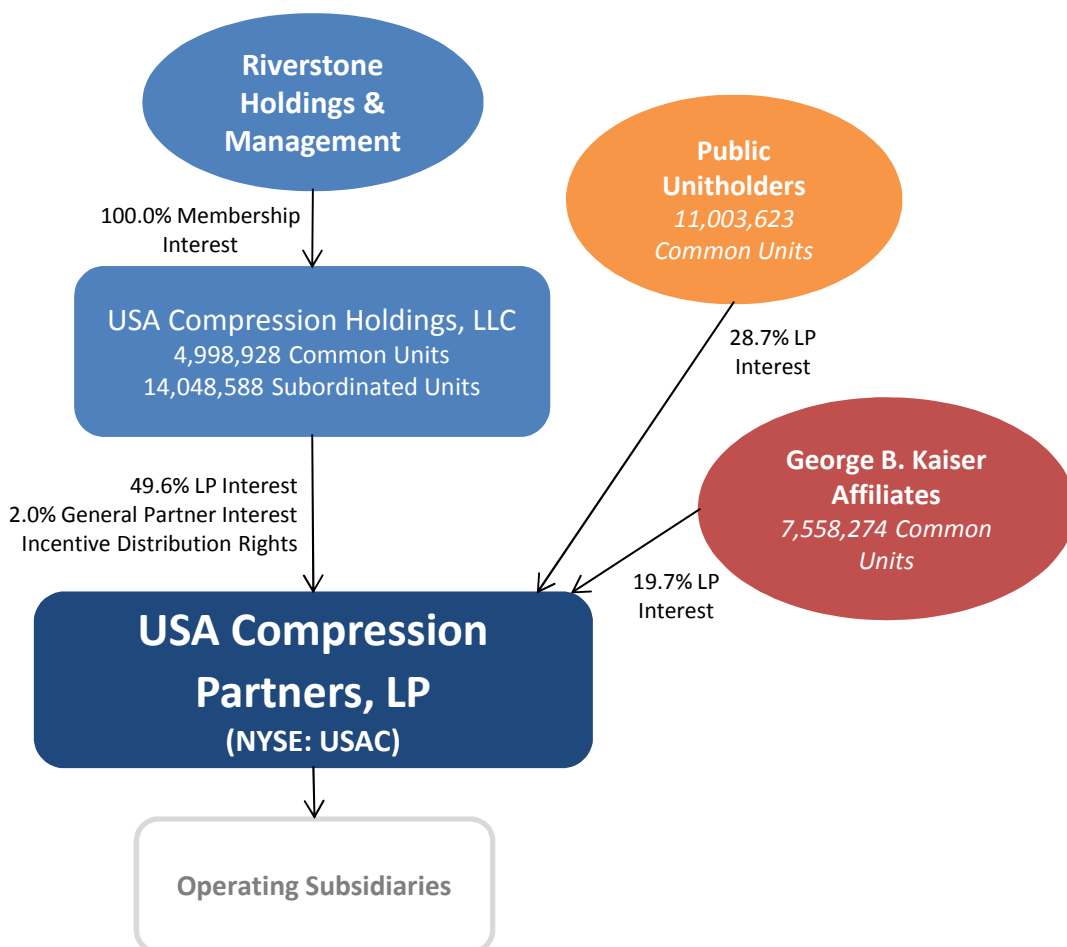 Riverstone
Holdings &
Management
100.0% Membership
Interest
Public
Unitholders
11,003,623
Common Units
USA Compression Holdings, LLC
4,998,928 Common Units
14,048,588 Subordinated Units
28.7% LP
Interest
George B. Kaiser
Affiliates
7,558,274 Common
Units
49.6% LP Interest
2.0% General Partner Interest
Incentive Distribution Rights
19.7% LP
Interest
USA Compression
Partners, LP
(NYSE: USAC)
Operating Subsidiaries